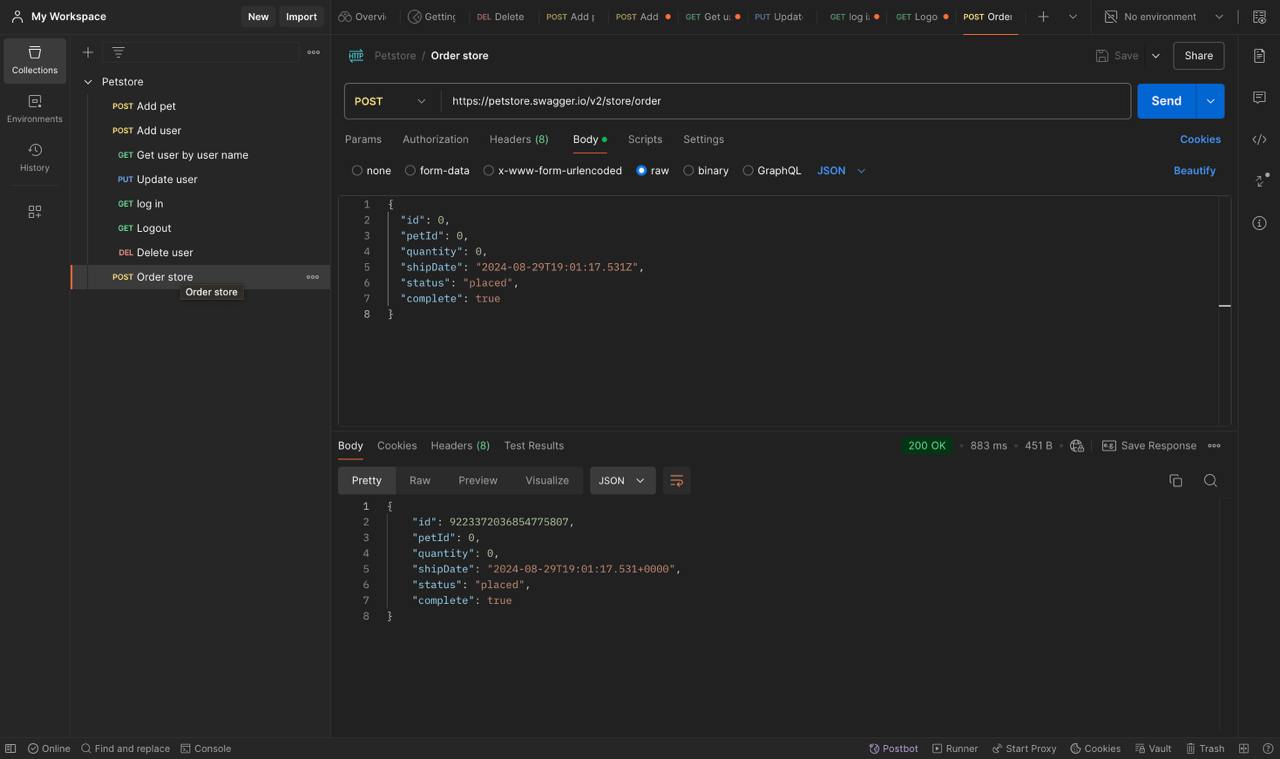 My Workspace
New
Import
Overvi
Getting
DEL Delete
POST Add p
POST Add
GET Get u
PUT Updat
GET log i
GET Logo
POST Order
No environment
Collections
Environments
History
Petstore
POST Add pet
POST Add user
GET Get user by user name
PUT Update user
GET log in
GET Logout
DEL Delete user
POST Order store
Order store
HTTP Petstore / Order store
Save
Share
POST
https://petstore.swagger.io/v2/store/order
Send
Params Authorization Headers (8) Body Scripts Settings
Cookies
none form-data x-www-form-urlencoded raw binary GraphQL JSON
Beautify
1 {
2 "id": 0,
3 "petId": 0,
4 "quantity": 0,
5 "shipDate": "2024-08-29T19:01:17.531Z",
6 "status": "placed",
7 "complete": true
8 }
Body Cookies Headers (8) Test Results
200 OK 883 ms 451 B
e.g. Save Response
Pretty Raw Preview Visualize JSON
1 {
2 "id": 9223372036854775807,
3 "petId": 0,
4 "quantity": 0,
5 "shipDate": "2024-08-29T19:01:17.531+0000",
6 "status": "placed",
7 "complete": true
8 }
Online Find and replace Console
Postbot Runner Start Proxy Cookies Vault Trash